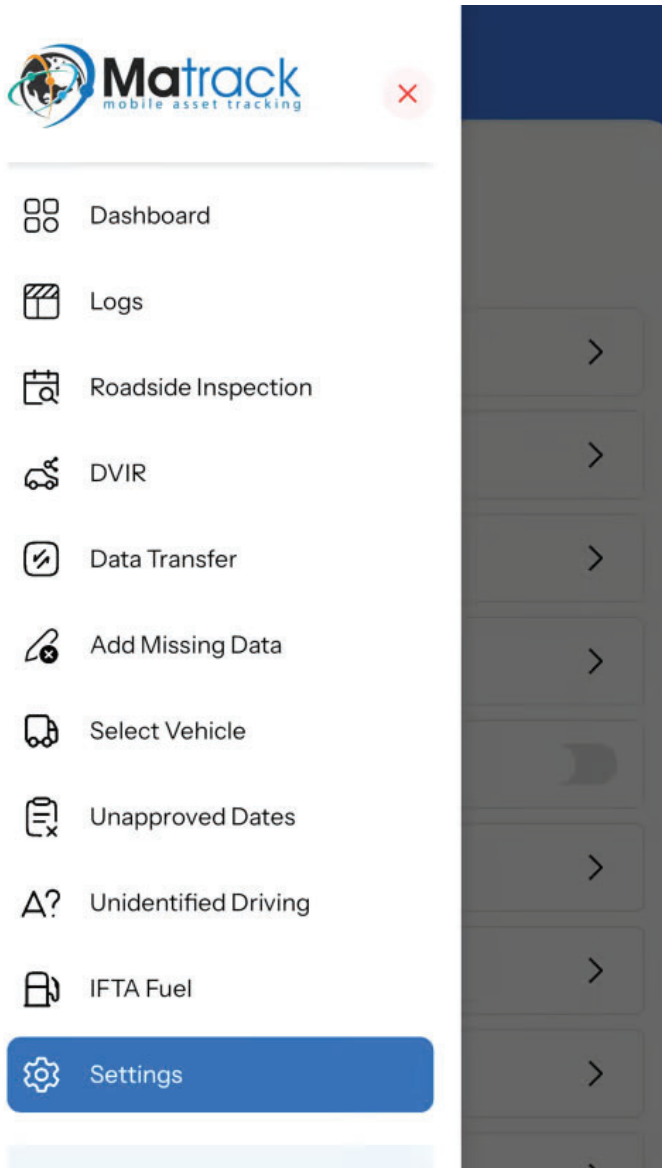 Matrack
mobile asset tracking
Dashboard
Logs
Roadside Inspection
DVIR
Data Transfer
Add Missing Data
Select Vehicle
Unapproved Dates
A?
Unidentified Driving
IFTA Fuel
Settings